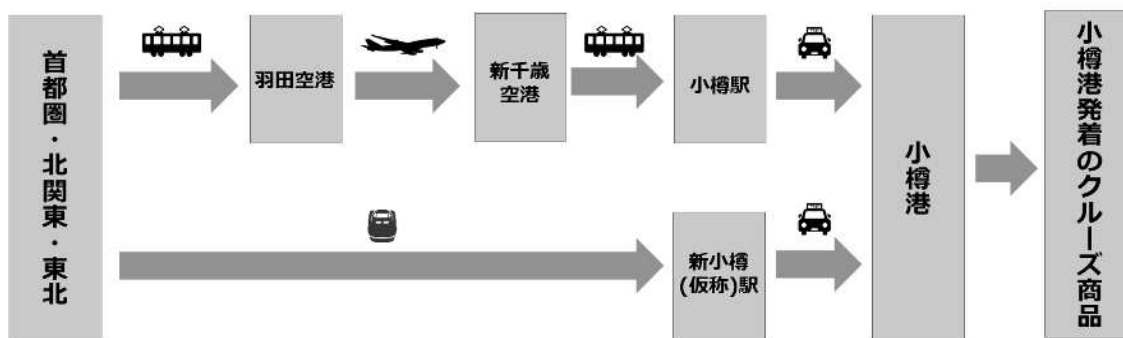 首都圏・北関東・東北
羽田空港
新千歳
空港
小樽駅
新小樽
(仮称)駅
小樽港
小樽港発着のクルーズ商品